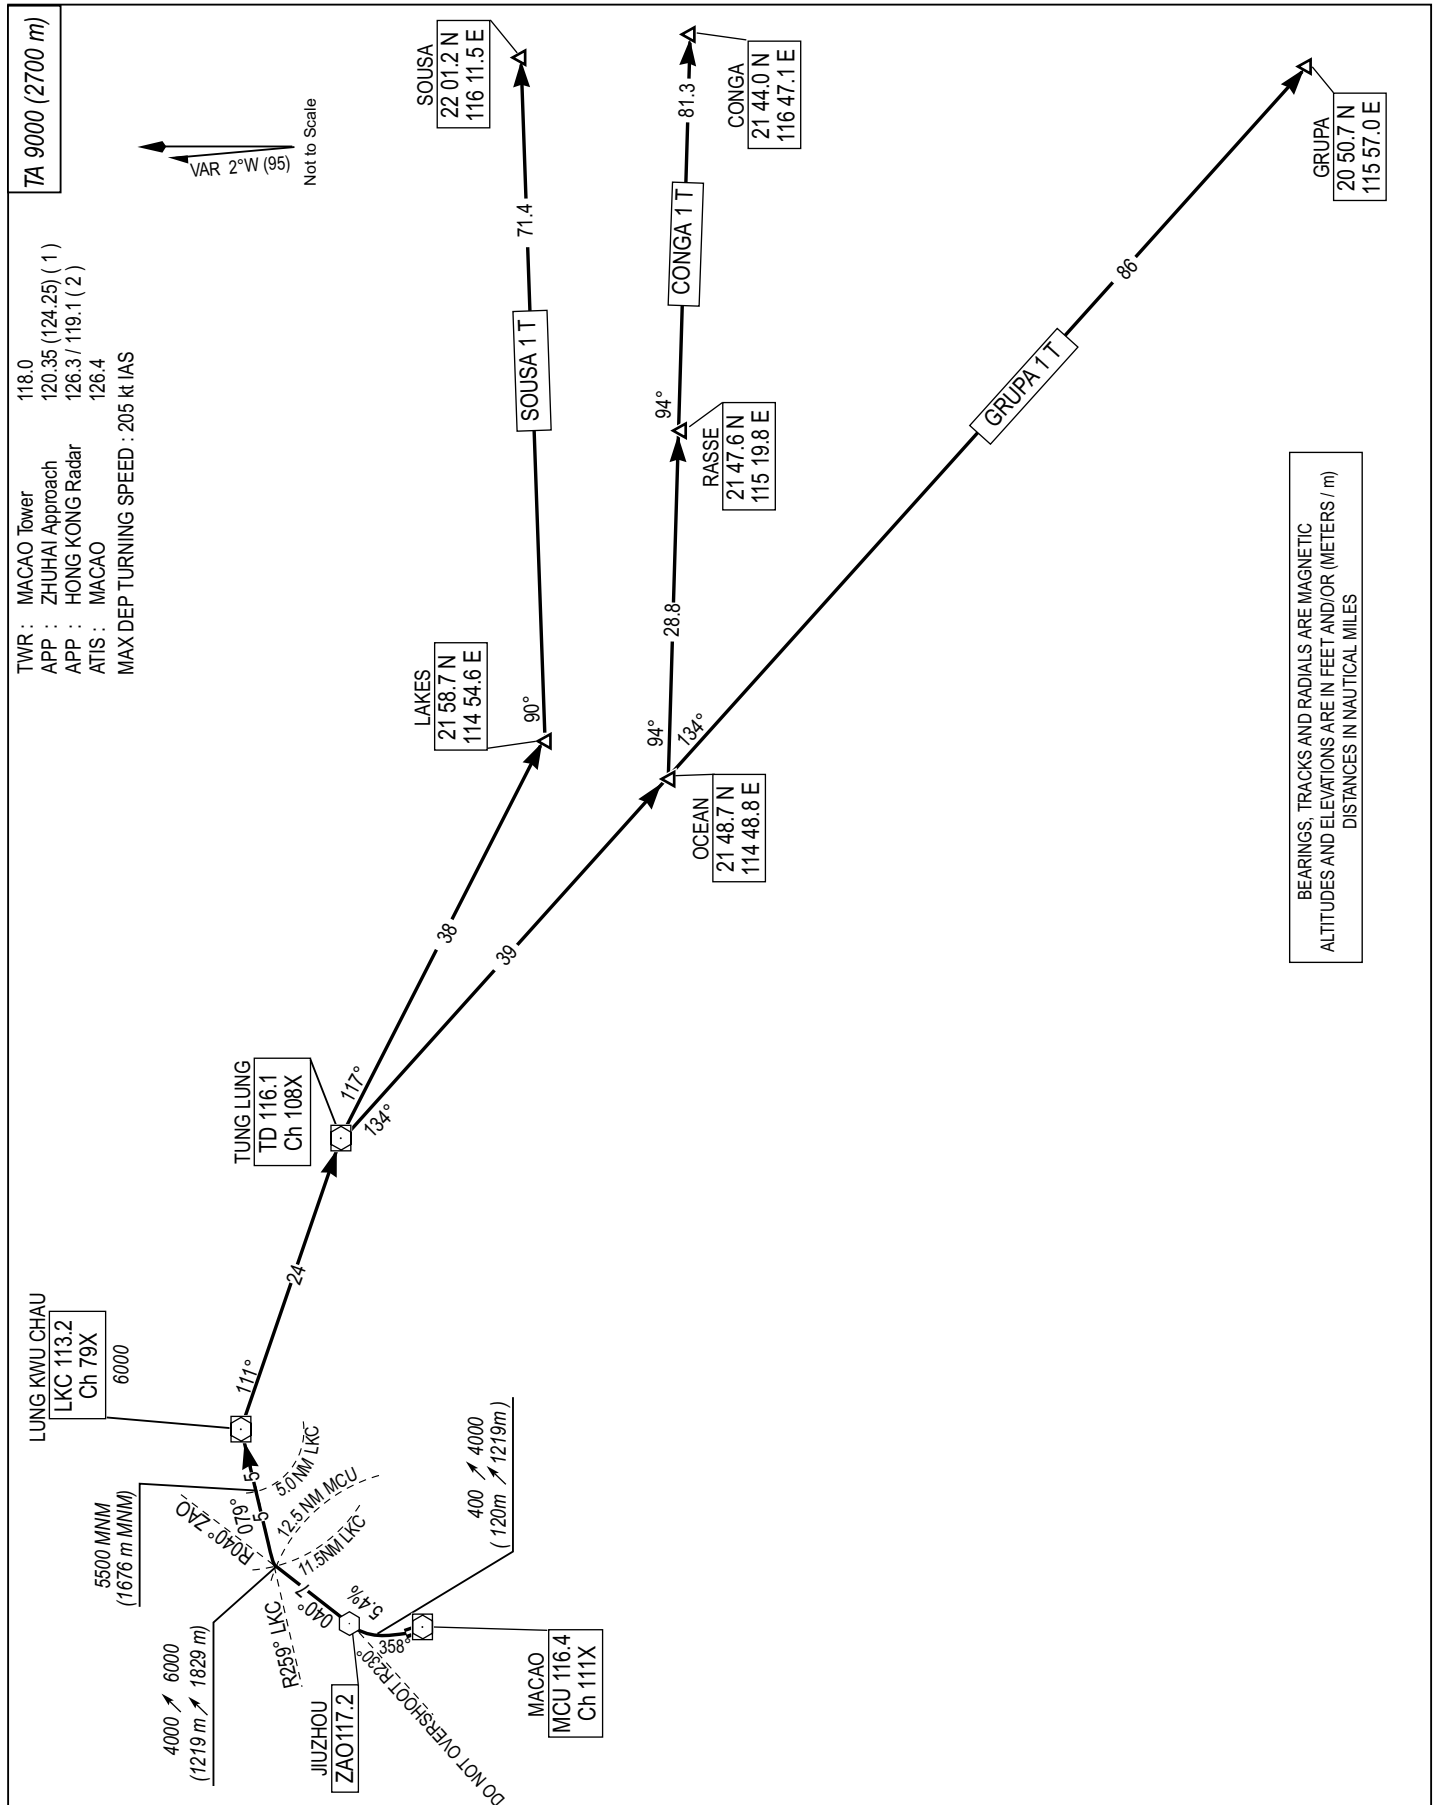 TWR : MACAO Tower 118.0
APP : ZHUHAI Approach 120.35 (124.25) ( 1 )
APP : HONG KONG Radar 126.3 / 119.1 ( 2 )
ATIS : MACAO 126.4
MAX DEP TURNING SPEED : 205 kt IAS
TA 9000 (2700 m)
VAR 2°W (95)
Not to Scale
LUNG KWU CHAU
LKC 113.2
Ch 79X
6000
5500 MNM
(1676 m MNM)
4000 ➚ 6000
(1219 m ➚ 1829 m)
R040° ZAO
079°
5
5
5.0 NM LKC
12.5 NM MCU
11.5NM LKC
R259° LKC
7
040°
5.4%
358°
DO NOT OVERSHOOT R230°
JIUZHOU
ZAO117.2
MACAO
MCU 116.4
Ch 111X
400 ➚ 4000
( 120m ➚ 1219m )
111°
24
TUNG LUNG
TD 116.1
Ch 108X
117°
134°
38
39
LAKES
21 58.7 N
114 54.6 E
90°
SOUSA 1 T
71.4
SOUSA
22 01.2 N
116 11.5 E
OCEAN
21 48.7 N
114 48.8 E
94°
134°
28.8
RASSE
21 47.6 N
115 19.8 E
94°
CONGA 1 T
81.3
CONGA
21 44.0 N
116 47.1 E
GRUPA 1 T
86
GRUPA
20 50.7 N
115 57.0 E
BEARINGS, TRACKS AND RADIALS ARE MAGNETIC
ALTITUDES AND ELEVATIONS ARE IN FEET AND/OR (METERS / m)
DISTANCES IN NAUTICAL MILES